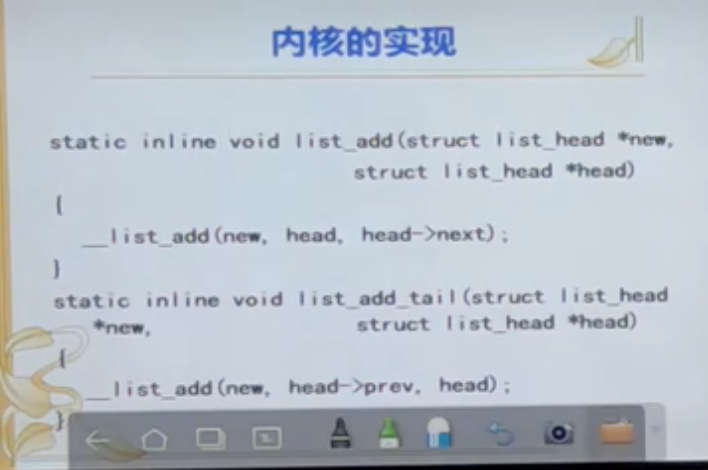 内核的实现
static inline void list_add(struct list_head *new,
struct list_head *head)
{
__list_add(new, head, head->next);
}
static inline void list_add_tail(struct list_head
*new, struct list_head *head)
{
__list_add(new, head->prev, head);
}